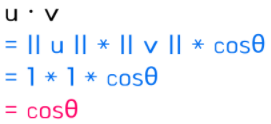 u · v
= || u || * || v || * cosθ
= 1 * 1 * cosθ
= cosθ